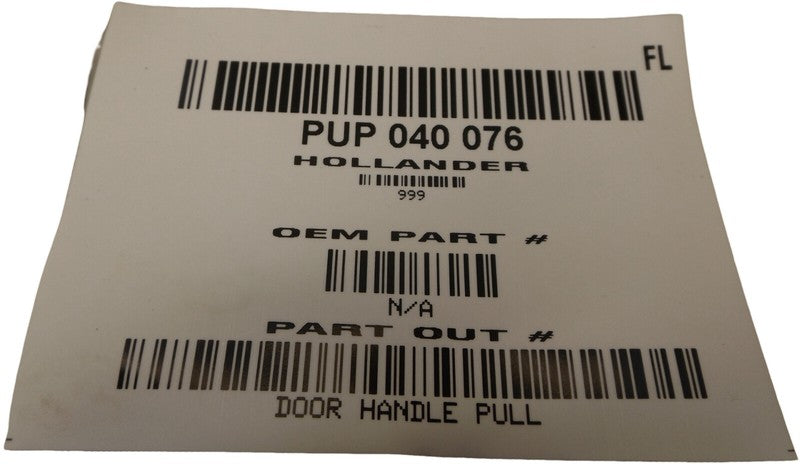 FL
PUP 040 076
HOLLANDER
999
OEM PART #
N/A
PART OUT #
DOOR HANDLE PULL